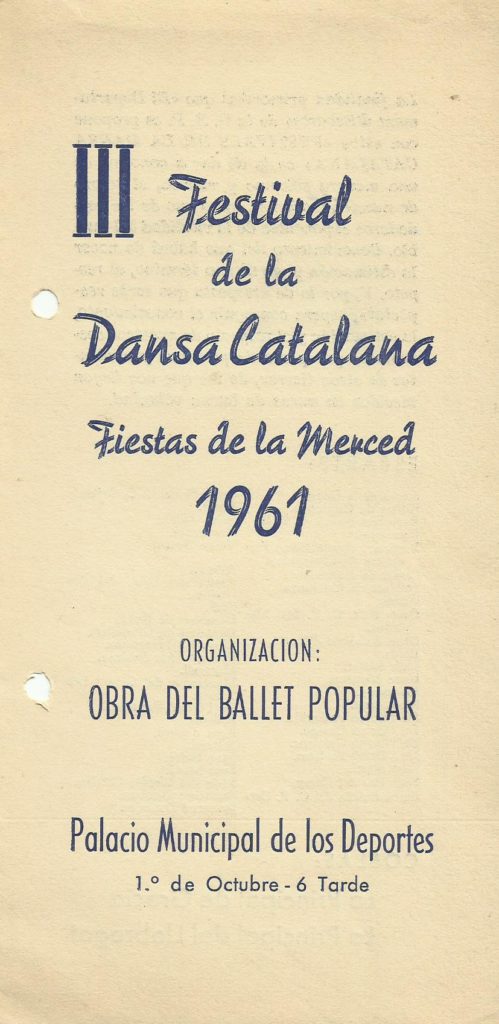 III Festival
de la
Dansa Catalana
Fiestas de la Merced
1961
ORGANIZACION:
OBRA DEL BALLET POPULAR
Palacio Municipal de los Deportes
1.º de Octubre - 6 Tarde